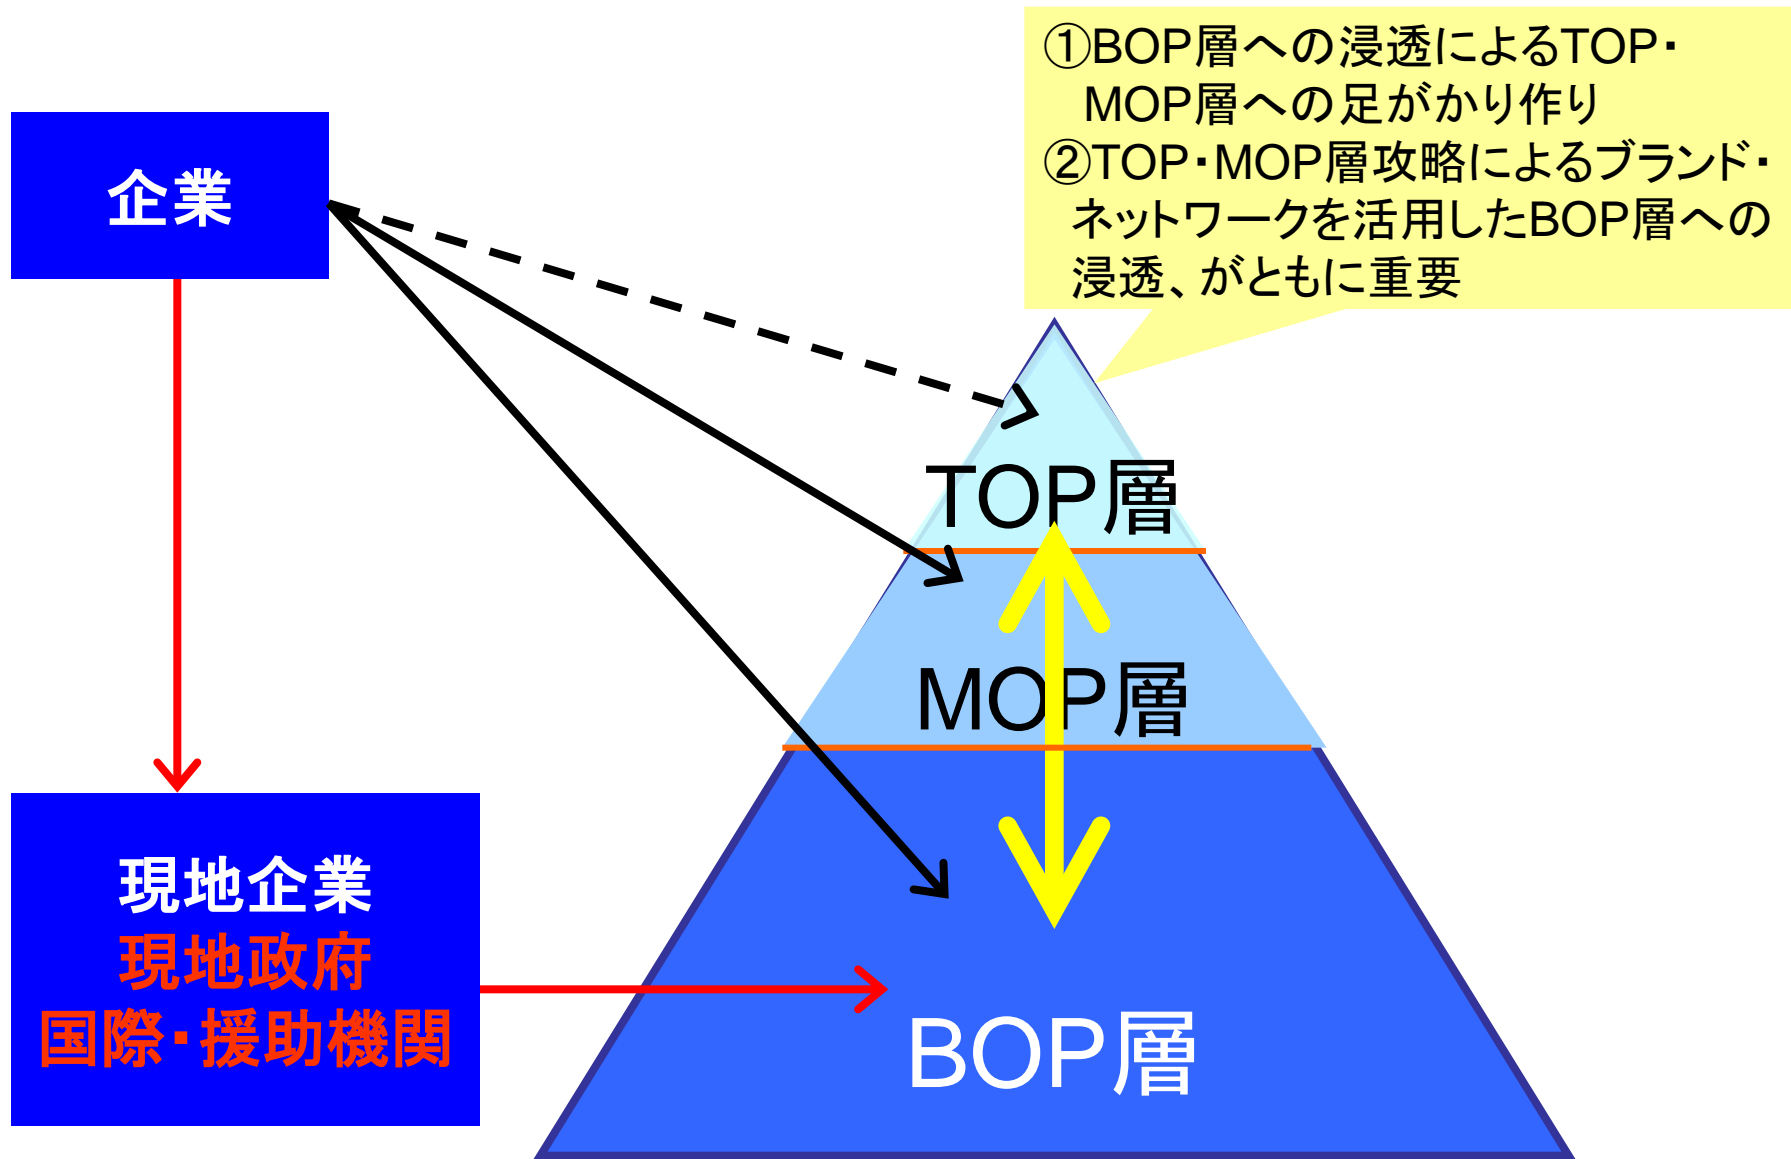 ①BOP層への浸透によるTOP・
MOP層への足がかり作り
②TOP・MOP層攻略によるブランド・
ネットワークを活用したBOP層への
浸透、がともに重要
企業
TOP層
MOP層
現地企業
現地政府
国際・援助機関
BOP層